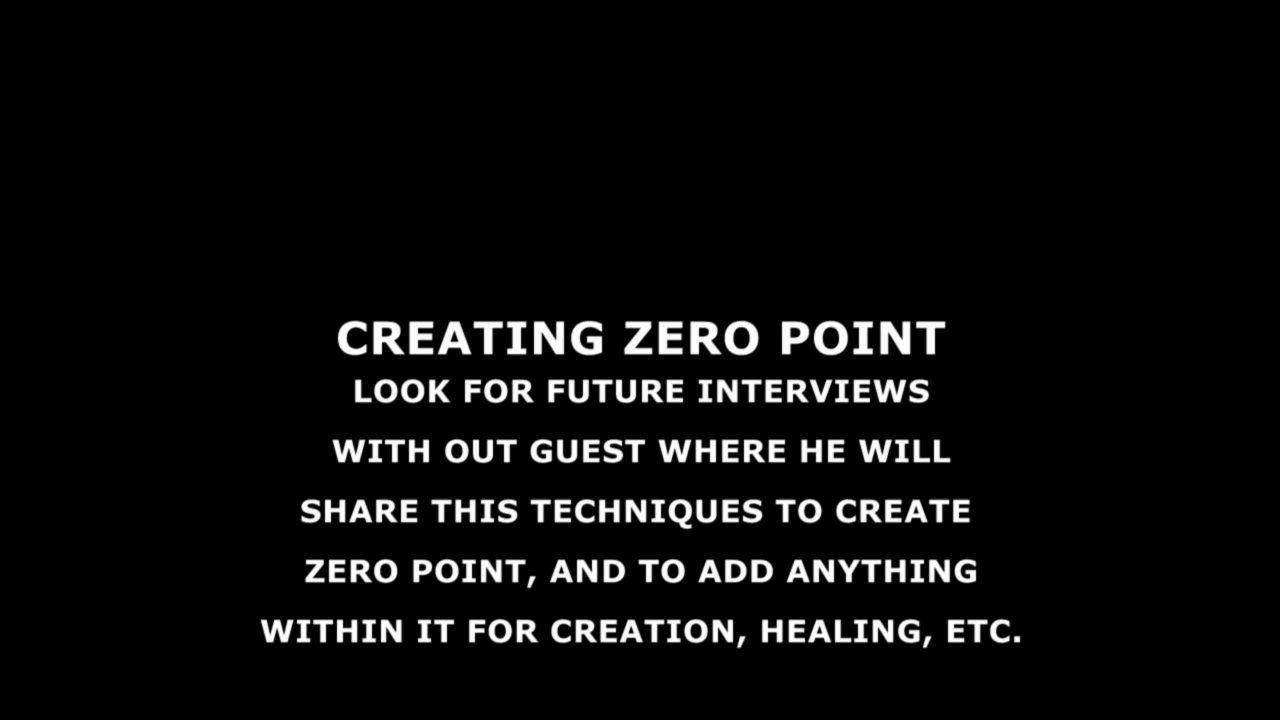 CREATING ZERO POINT
LOOK FOR FUTURE INTERVIEWS
WITH OUT GUEST WHERE HE WILL
SHARE THIS TECHNIQUES TO CREATE
ZERO POINT, AND TO ADD ANYTHING
WITHIN IT FOR CREATION, HEALING, ETC.